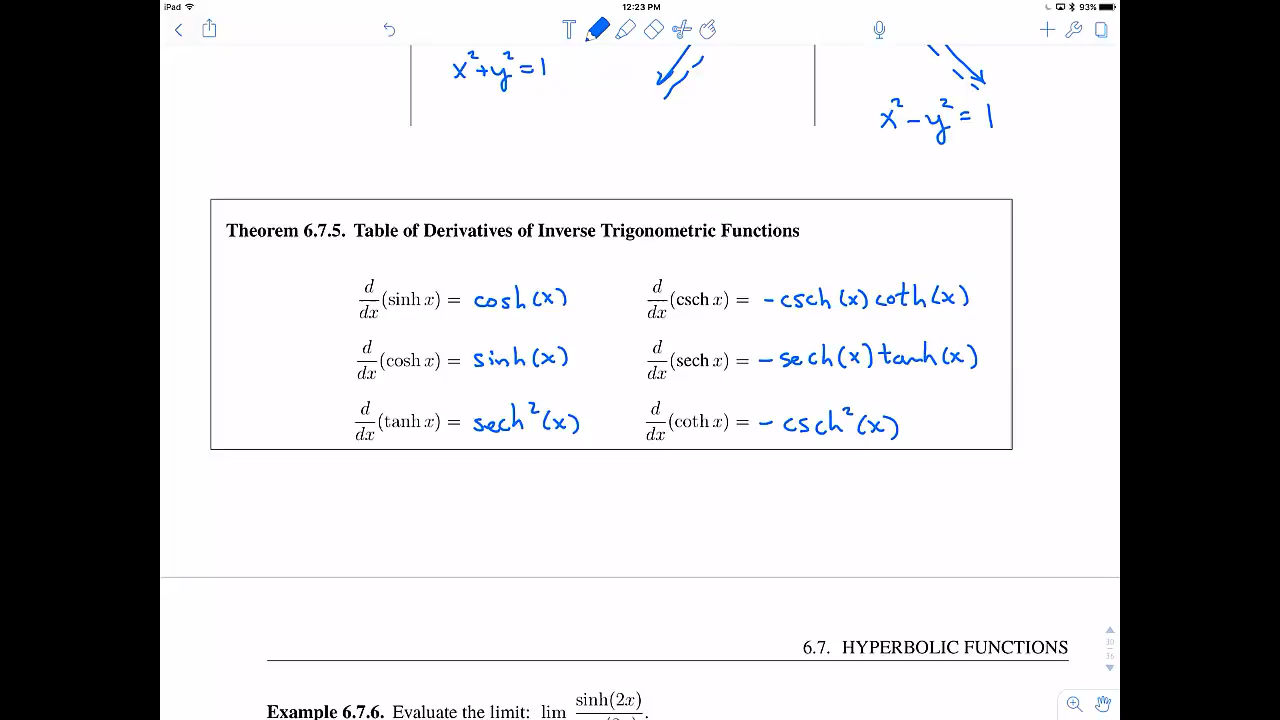 iPad 12:23 PM 93%
T
x²+y²=1
x²-y²=1
Theorem 6.7.5. Table of Derivatives of Inverse Trigonometric Functions
d/dx (sinh x) = cosh(x) d/dx (csch x) = -csch(x)coth(x)
d/dx (cosh x) = sinh(x) d/dx (sech x) = -sech(x)tanh(x)
d/dx (tanh x) = sech²(x) d/dx (coth x) = -csch²(x)
30
36
6.7. HYPERBOLIC FUNCTIONS
Example 6.7.6. Evaluate the limit: lim sinh(2x)